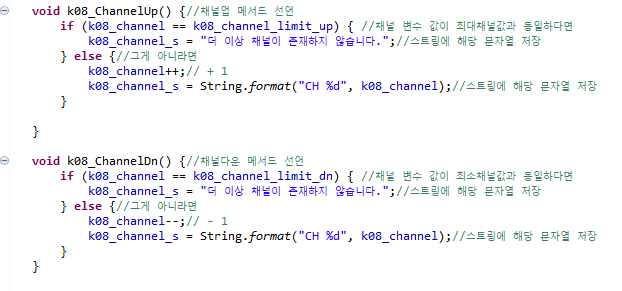 void k08_ChannelUp() {//채널업 메서드 선언
if (k08_channel == k08_channel_limit_up) { //채널 변수 값이 최대채널값과 동일하다면
k08_channel_s = "더 이상 채널이 존재하지 않습니다.";//스트링에 해당 문자열 저장
} else {//그게 아니라면
k08_channel++;// + 1
k08_channel_s = String.format("CH %d", k08_channel);//스트링에 해당 문자열 저장
}
}
void k08_ChannelDn() {//채널다운 메서드 선언
if (k08_channel == k08_channel_limit_dn) { //채널 변수 값이 최소채널값과 동일하다면
k08_channel_s = "더 이상 채널이 존재하지 않습니다.";//스트링에 해당 문자열 저장
} else {//그게 아니라면
k08_channel--;// - 1
k08_channel_s = String.format("CH %d", k08_channel);//스트링에 해당 문자열 저장
}
}